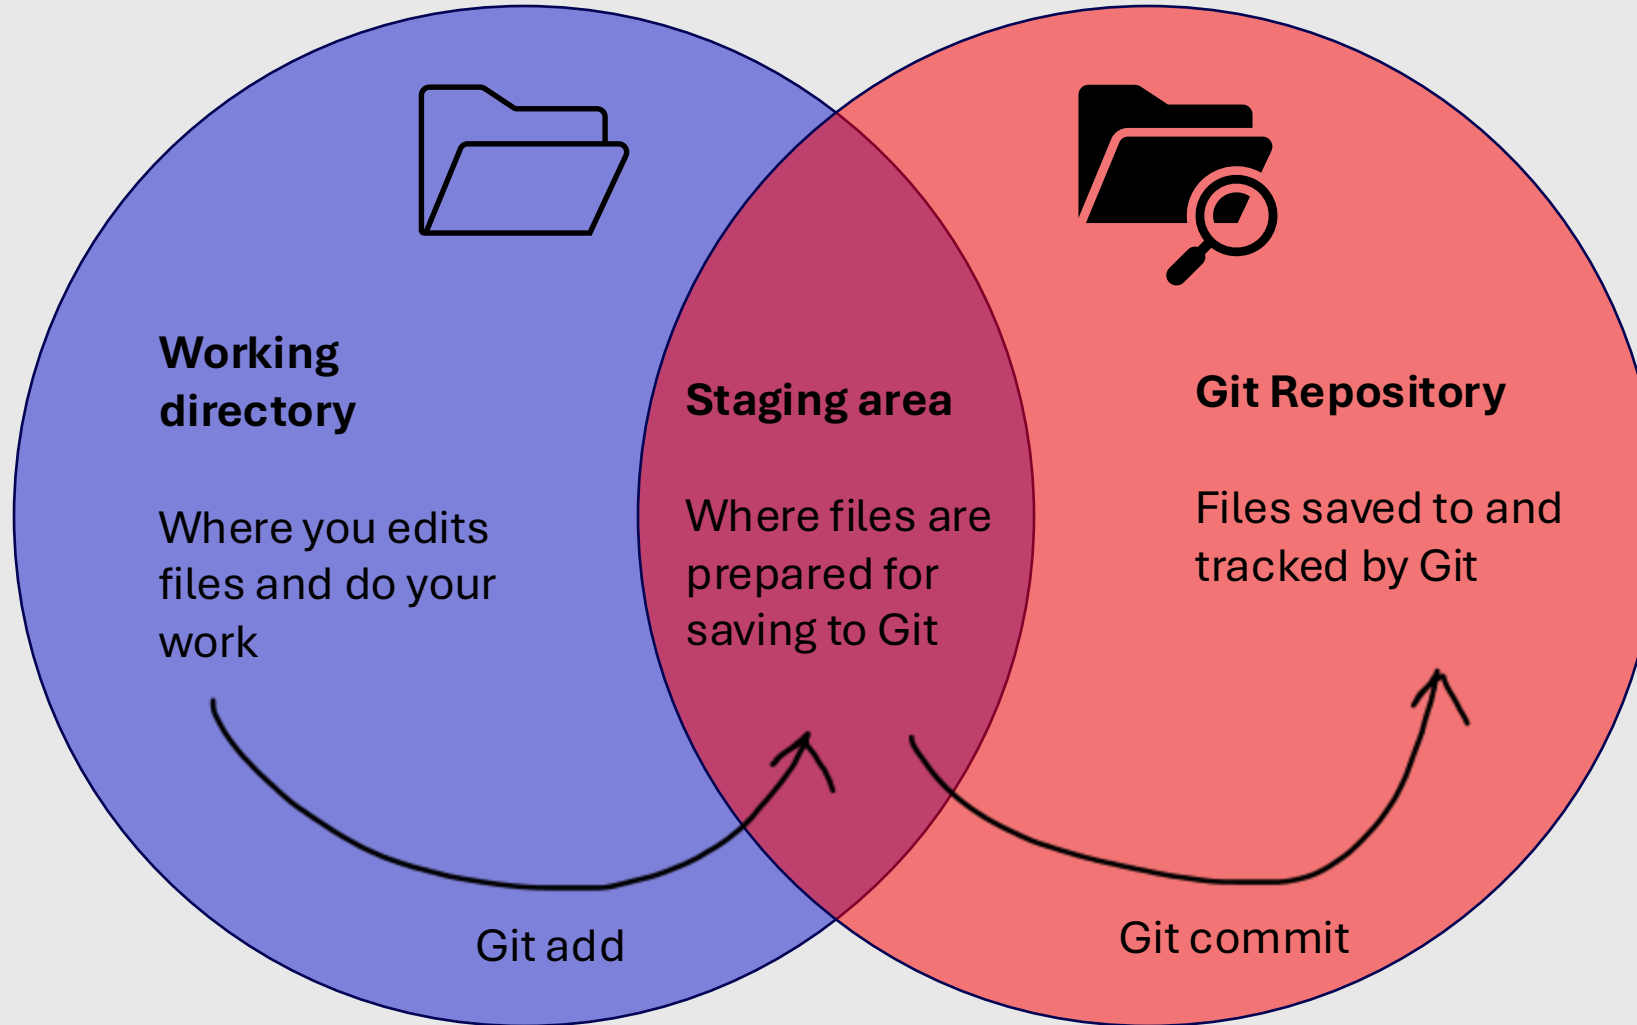 Working
directory
Where you edits
files and do your
work
Staging area
Where files are
prepared for
saving to Git
Git Repository
Files saved to and
tracked by Git
Git add
Git commit